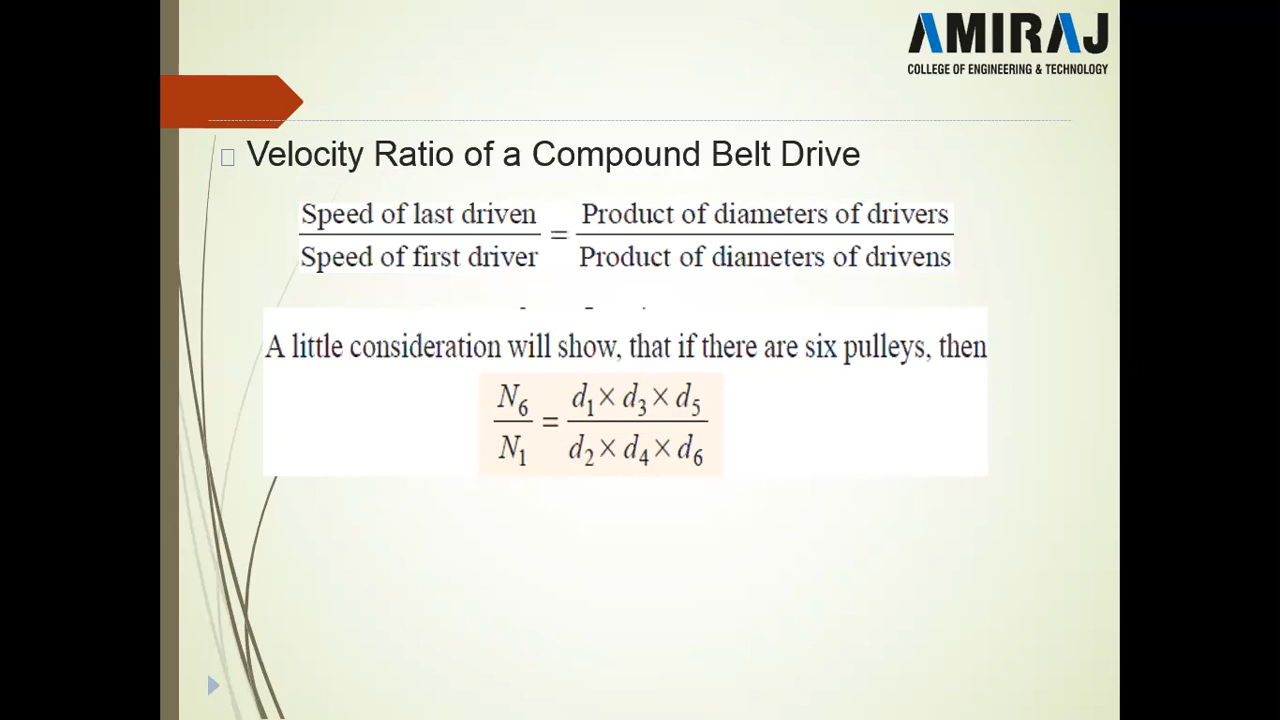 AMIRAJ
COLLEGE OF ENGINEERING & TECHNOLOGY
Velocity Ratio of a Compound Belt Drive
Speed of last driven / Speed of first driver = Product of diameters of drivers / Product of diameters of drivens
A little consideration will show, that if there are six pulleys, then
N₆ / N₁ = d₁ × d₃ × d₅ / d₂ × d₄ × d₆